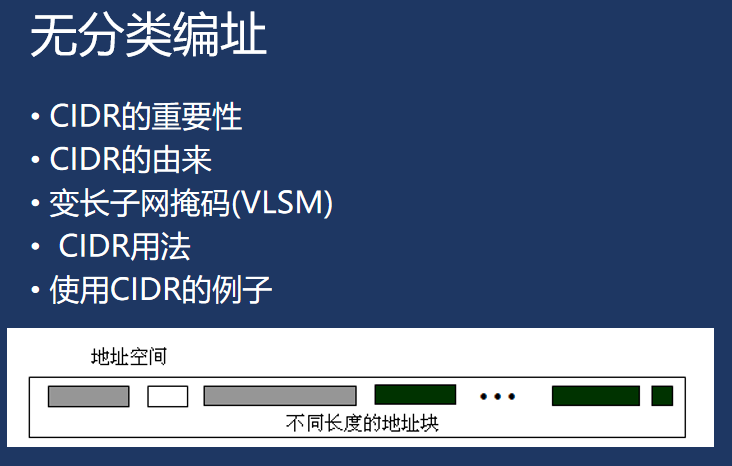 无分类编址
• CIDR的重要性
• CIDR的由来
• 变长子网掩码(VLSM)
• CIDR用法
• 使用CIDR的例子
地址空间
•••
不同长度的地址块